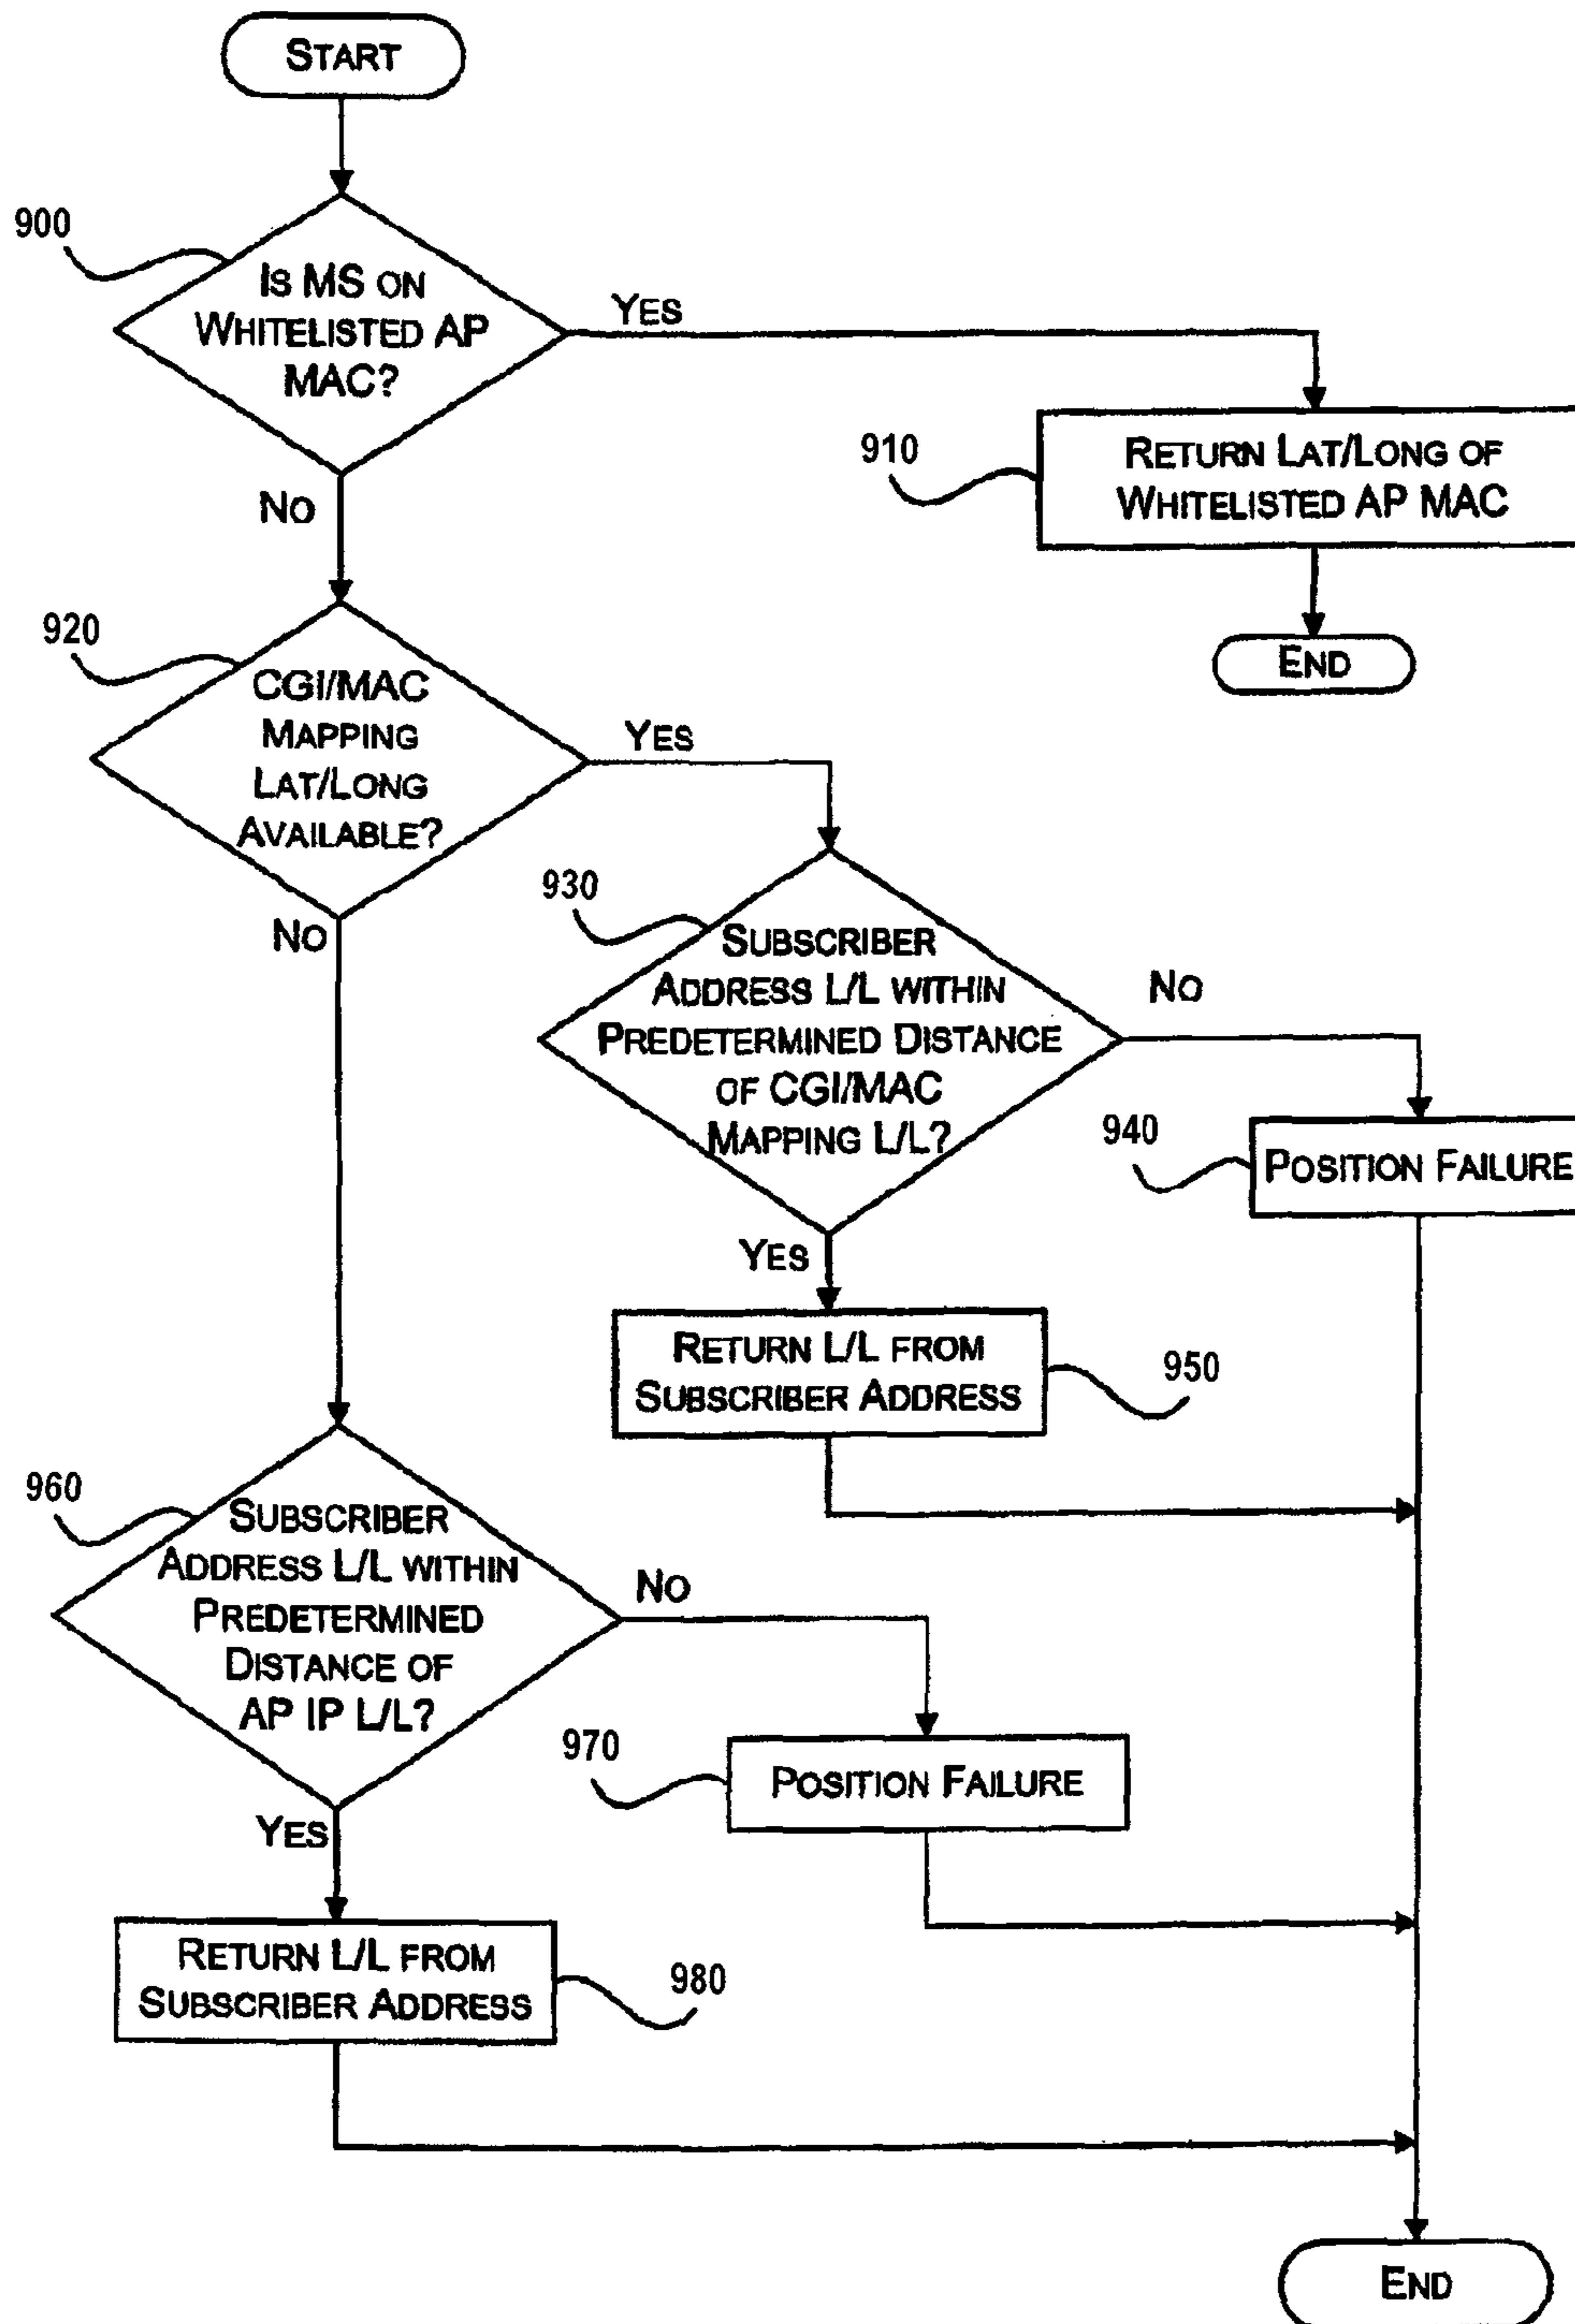 START
900
IS MS ON
WHITELISTED AP
MAC?
YES
NO
910
RETURN LAT/LONG OF
WHITELISTED AP MAC
END
920
CGI/MAC
MAPPING
LAT/LONG
AVAILABLE?
YES
NO
930
SUBSCRIBER
ADDRESS L/L WITHIN
PREDETERMINED DISTANCE
OF CGI/MAC
MAPPING L/L?
NO
YES
940
POSITION FAILURE
RETURN L/L FROM
SUBSCRIBER ADDRESS
950
960
SUBSCRIBER
ADDRESS L/L WITHIN
PREDETERMINED
DISTANCE OF
AP IP L/L?
NO
YES
970
POSITION FAILURE
RETURN L/L FROM
SUBSCRIBER ADDRESS
980
END